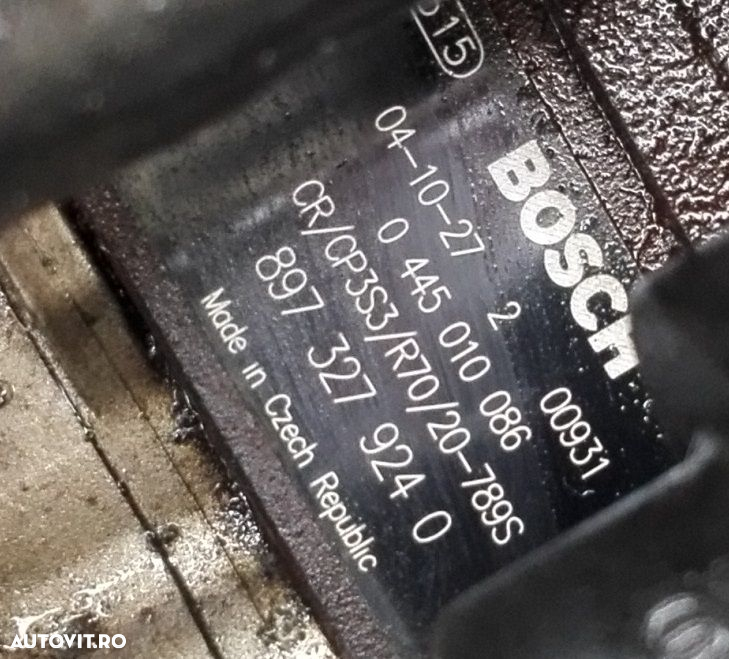 515
BOSCH
04-10-27 2 00931
0 445 010 086
CR/CP3S3/R70/20-789S
897 327 924 0
Made in Czech Republic
AUTOVIT.RO